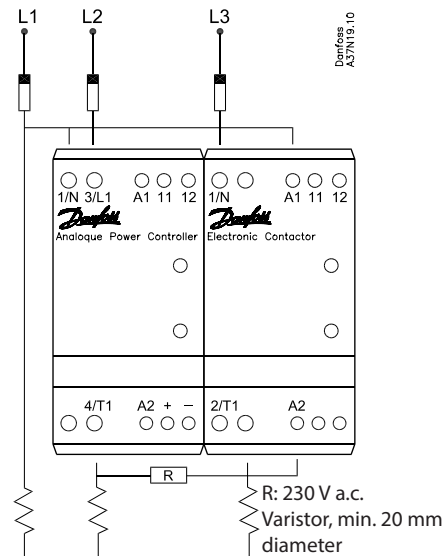 L1 L2 L3
Danfoss
A37N19.10
1/N 3/L1 A1 11 12 1/N A1 11 12
Danfoss Danfoss
Analoque Power Controller Electronic Contactor
4/T1 A2 + − 2/T1 A2
R
R: 230 V a.c.
Varistor, min. 20 mm
diameter